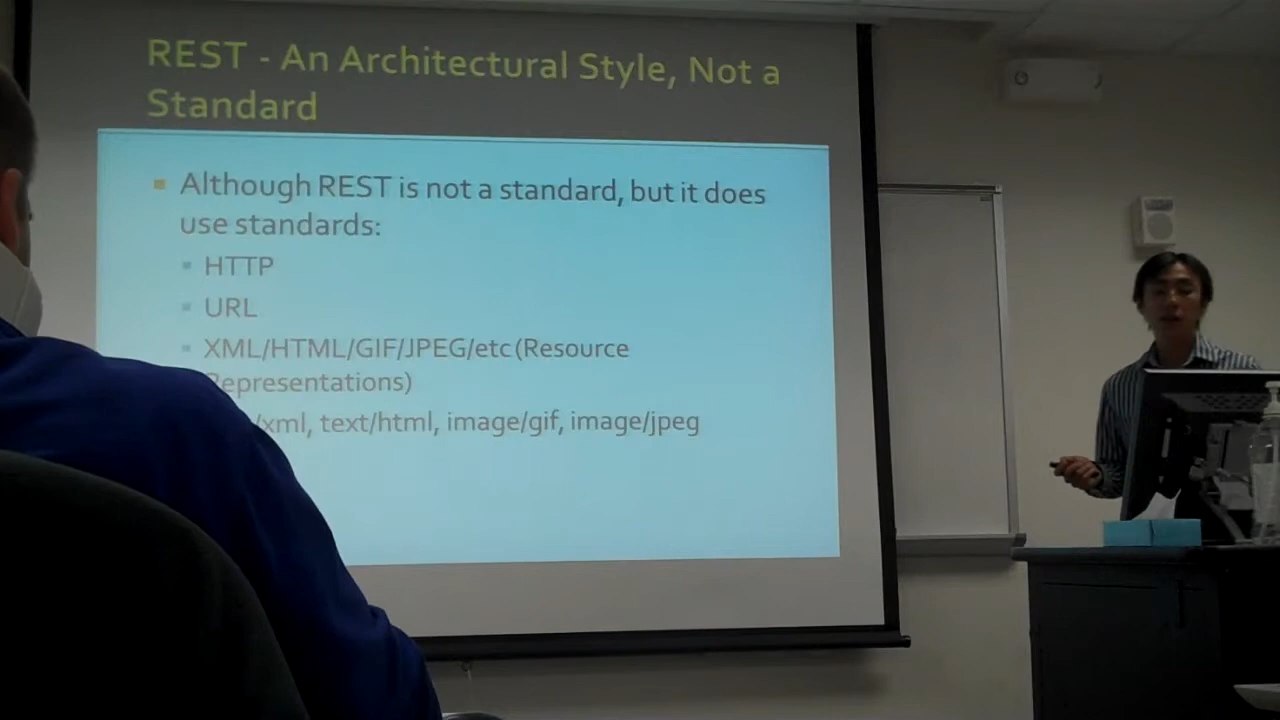 REST - An Architectural Style, Not a
Standard
Although REST is not a standard, but it does
use standards:
HTTP
URL
XML/HTML/GIF/JPEG/etc(Resource
Representations)
/xml, text/html, image/gif, image/jpeg